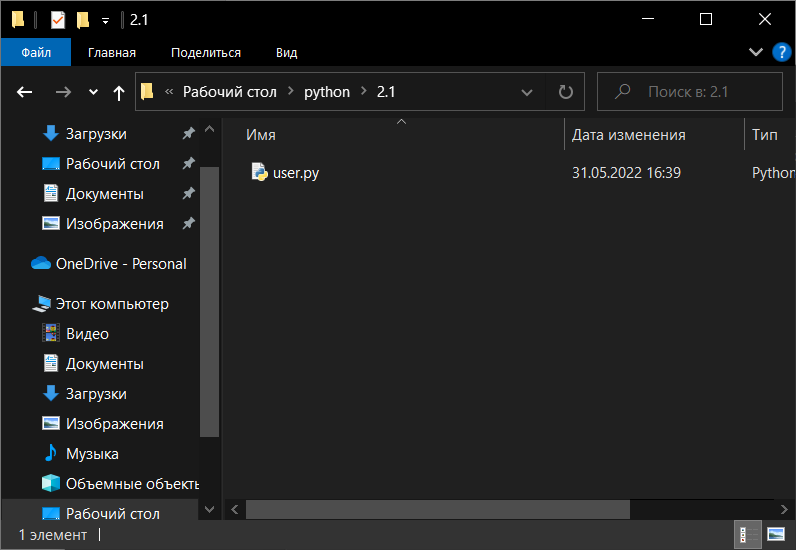 2.1
Файл Главная Поделиться Вид
Рабочий стол python 2.1 Поиск в: 2.1
Загрузки
Рабочий стол
Документы
Изображения
OneDrive - Personal
Этот компьютер
Видео
Документы
Загрузки
Изображения
Музыка
Объемные объекты
Рабочий стол
Имя Дата изменения Тип
user.py 31.05.2022 16:39 Python
1 элемент